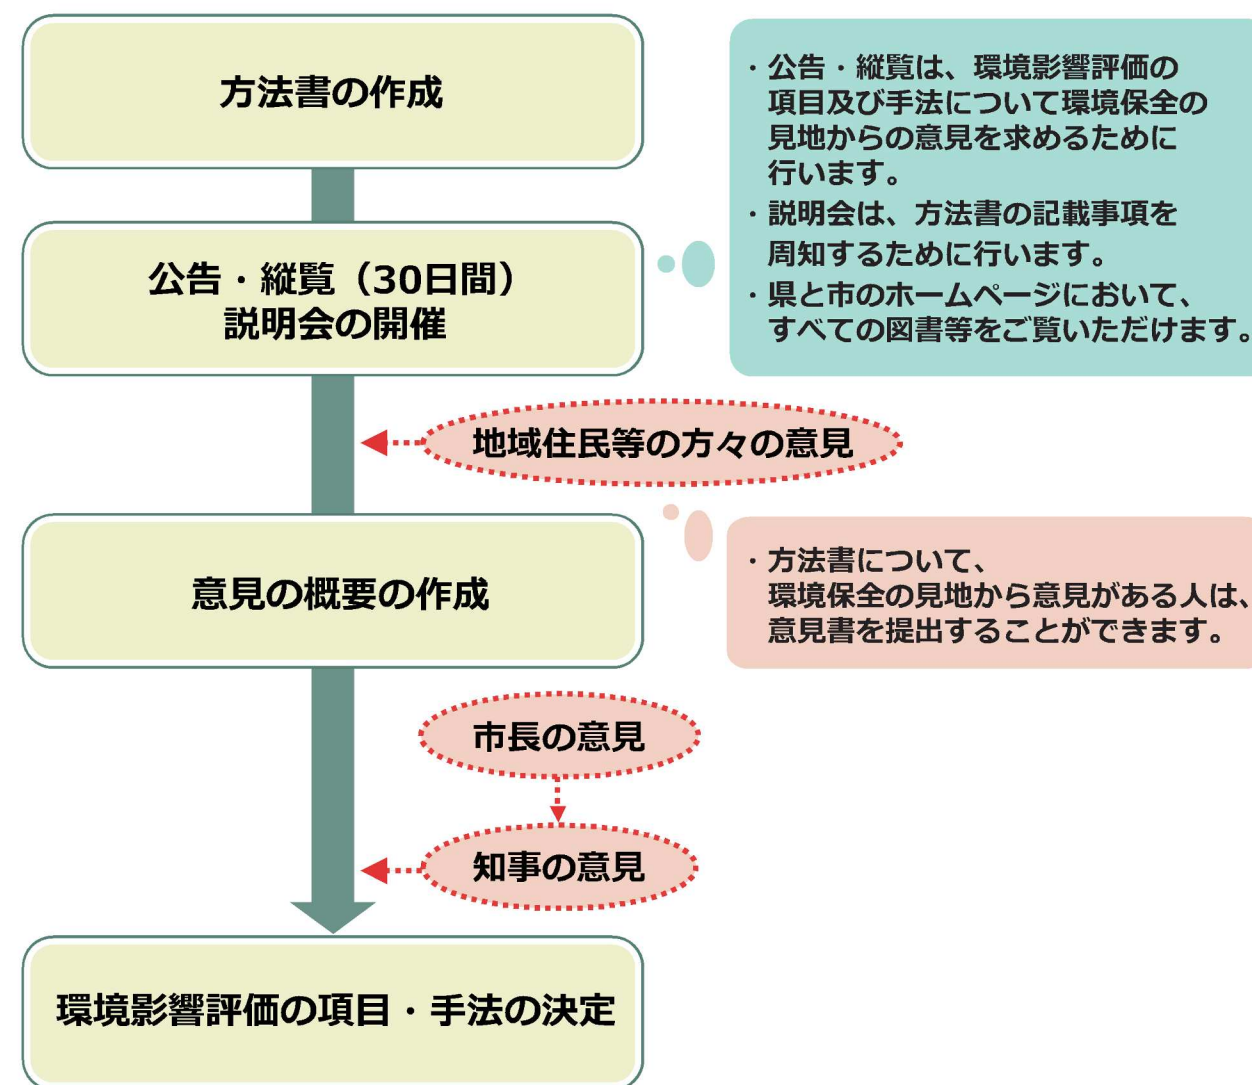 方法書の作成
・公告・縦覧は、環境影響評価の
項目及び手法について環境保全の
見地からの意見を求めるために
行います。
・説明会は、方法書の記載事項を
周知するために行います。
・県と市のホームページにおいて、
すべての図書等をご覧いただけます。
公告・縦覧（30日間）
説明会の開催
地域住民等の方々の意見
・方法書について、
環境保全の見地から意見がある人は、
意見書を提出することができます。
意見の概要の作成
市長の意見
知事の意見
環境影響評価の項目・手法の決定